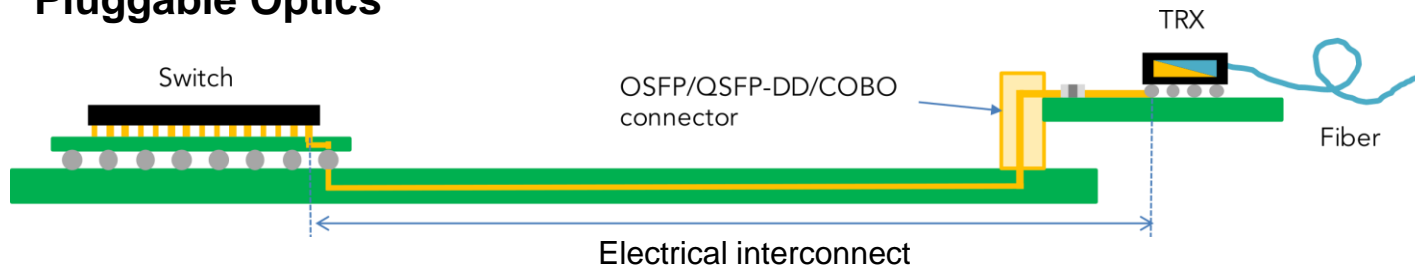 Pluggable Optics
TRX
Switch
OSFP/QSFP-DD/COBO
connector
Fiber
Electrical interconnect